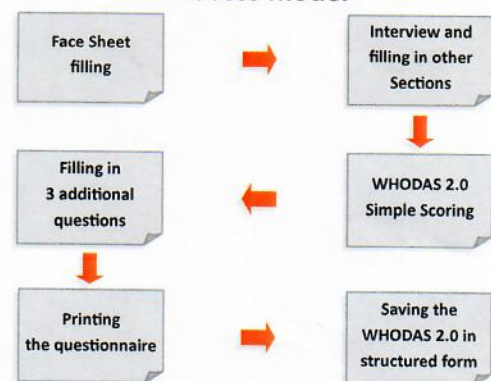 Face Sheet
filling
Interview and
filling in other
Sections
WHODAS 2.0
Simple Scoring
Filling in
3 additional
questions
Printing
the questionnaire
Saving the
WHODAS 2.0 in
structured form